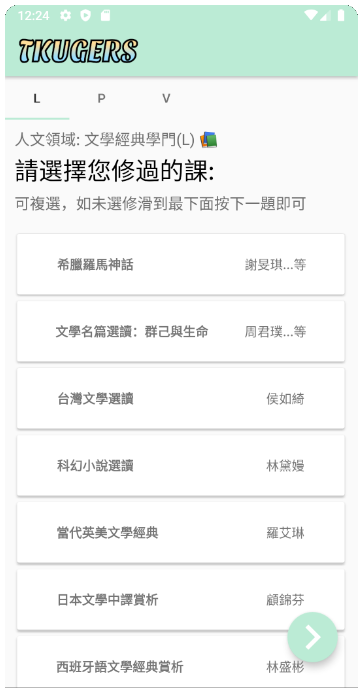 12:24
TKUGERS
L P V
人文領域: 文學經典學門(L)
請選擇您修過的課:
可複選，如未選修滑到最下面按下一題即可
希臘羅馬神話 謝旻琪...等
文學名篇選讀：群己與生命 周君璞...等
台灣文學選讀 侯如綺
科幻小說選讀 林黛嫚
當代英美文學經典 羅艾琳
日本文學中譯賞析 顧錦芬
西班牙語文學經典賞析 林盛彬